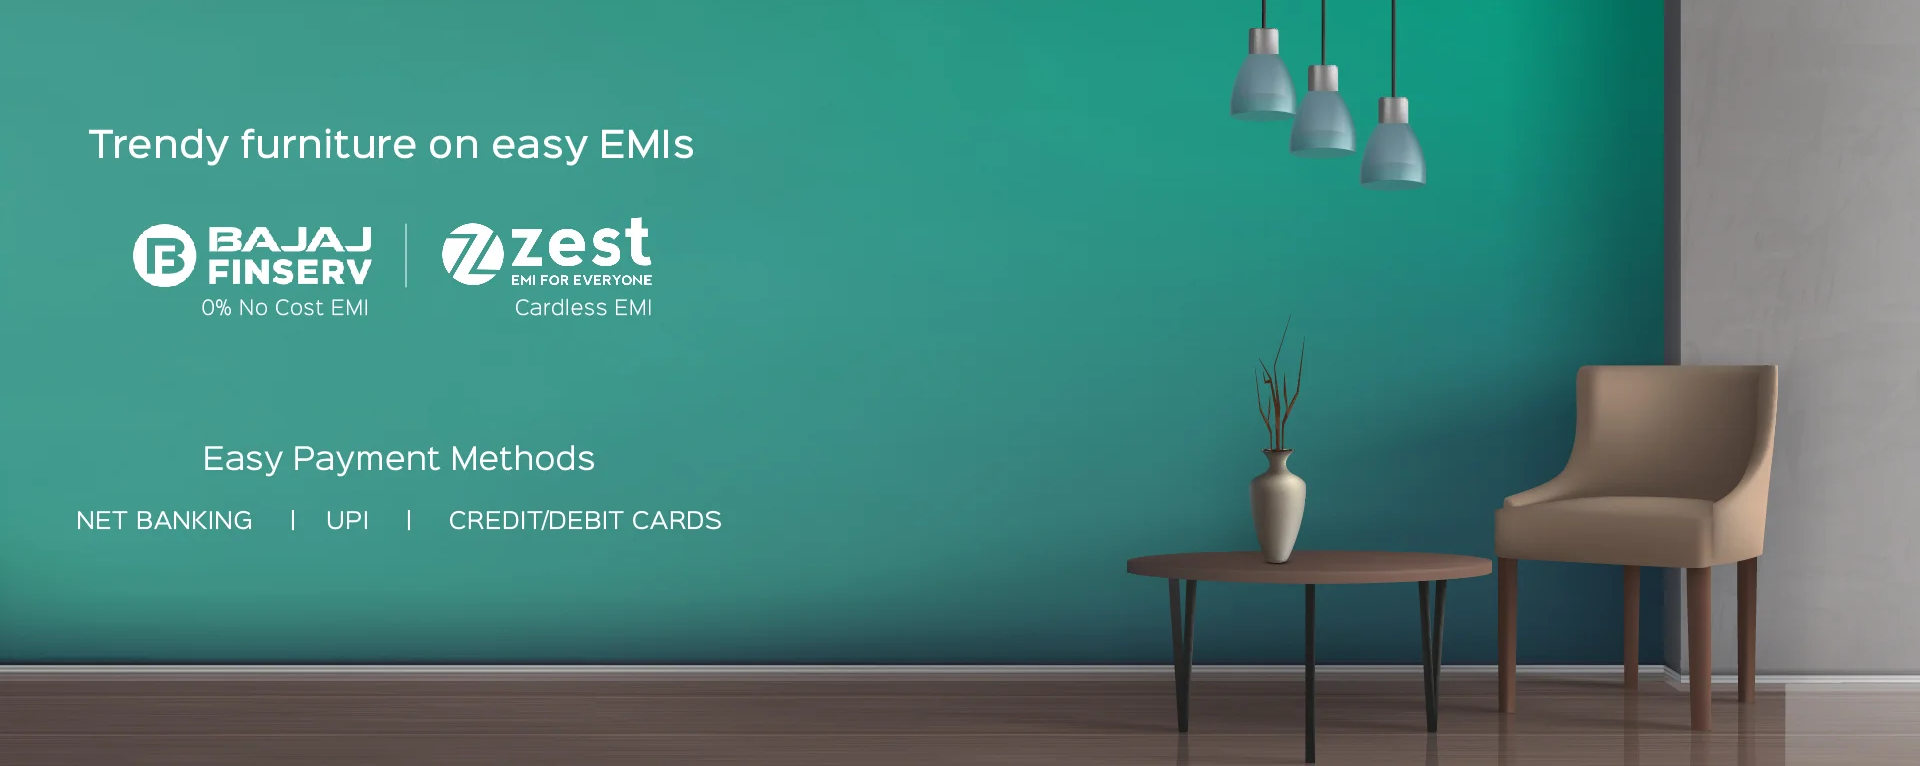 Trendy furniture on easy EMIs
B BAJAJ FINSERV
0% No Cost EMI
Z zest
EMI FOR EVERYONE
Cardless EMI
Easy Payment Methods
NET BANKING | UPI | CREDIT/DEBIT CARDS